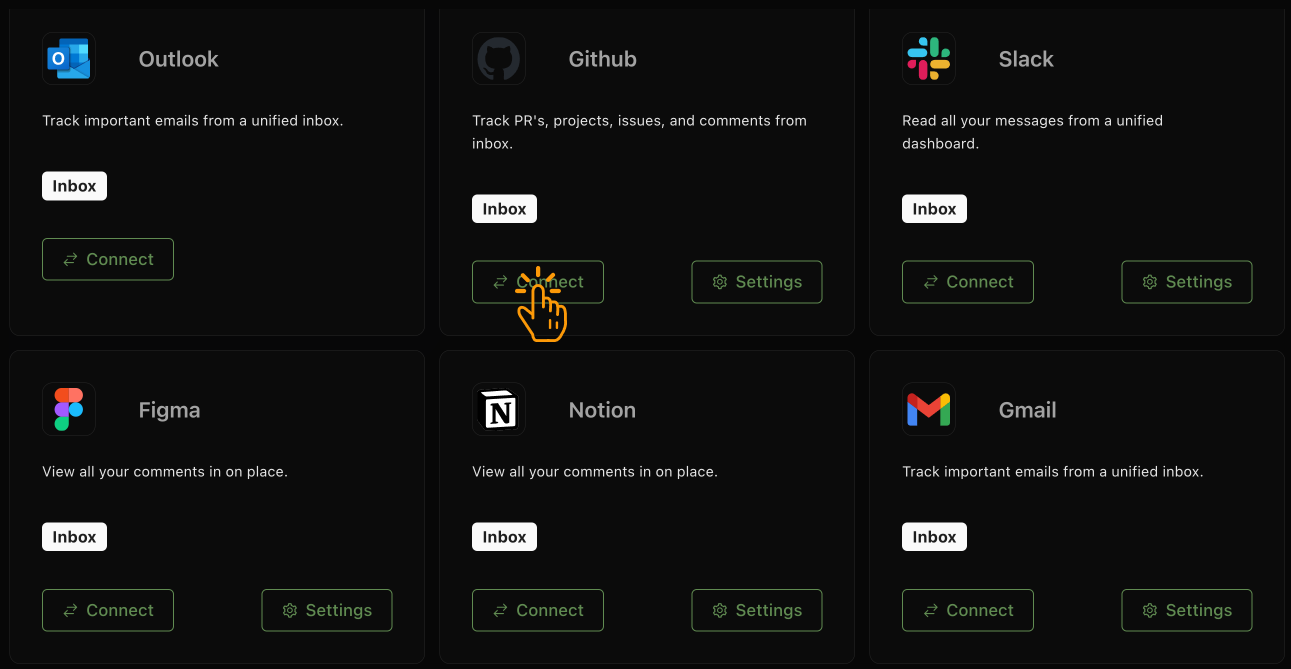 Outlook
Track important emails from a unified inbox.
Inbox
Connect
Github
Track PR's, projects, issues, and comments from
inbox.
Inbox
Connect
Settings
Slack
Read all your messages from a unified
dashboard.
Inbox
Connect
Settings
Figma
View all your comments in on place.
Inbox
Connect
Settings
Notion
View all your comments in on place.
Inbox
Connect
Settings
Gmail
Track important emails from a unified inbox.
Inbox
Connect
Settings